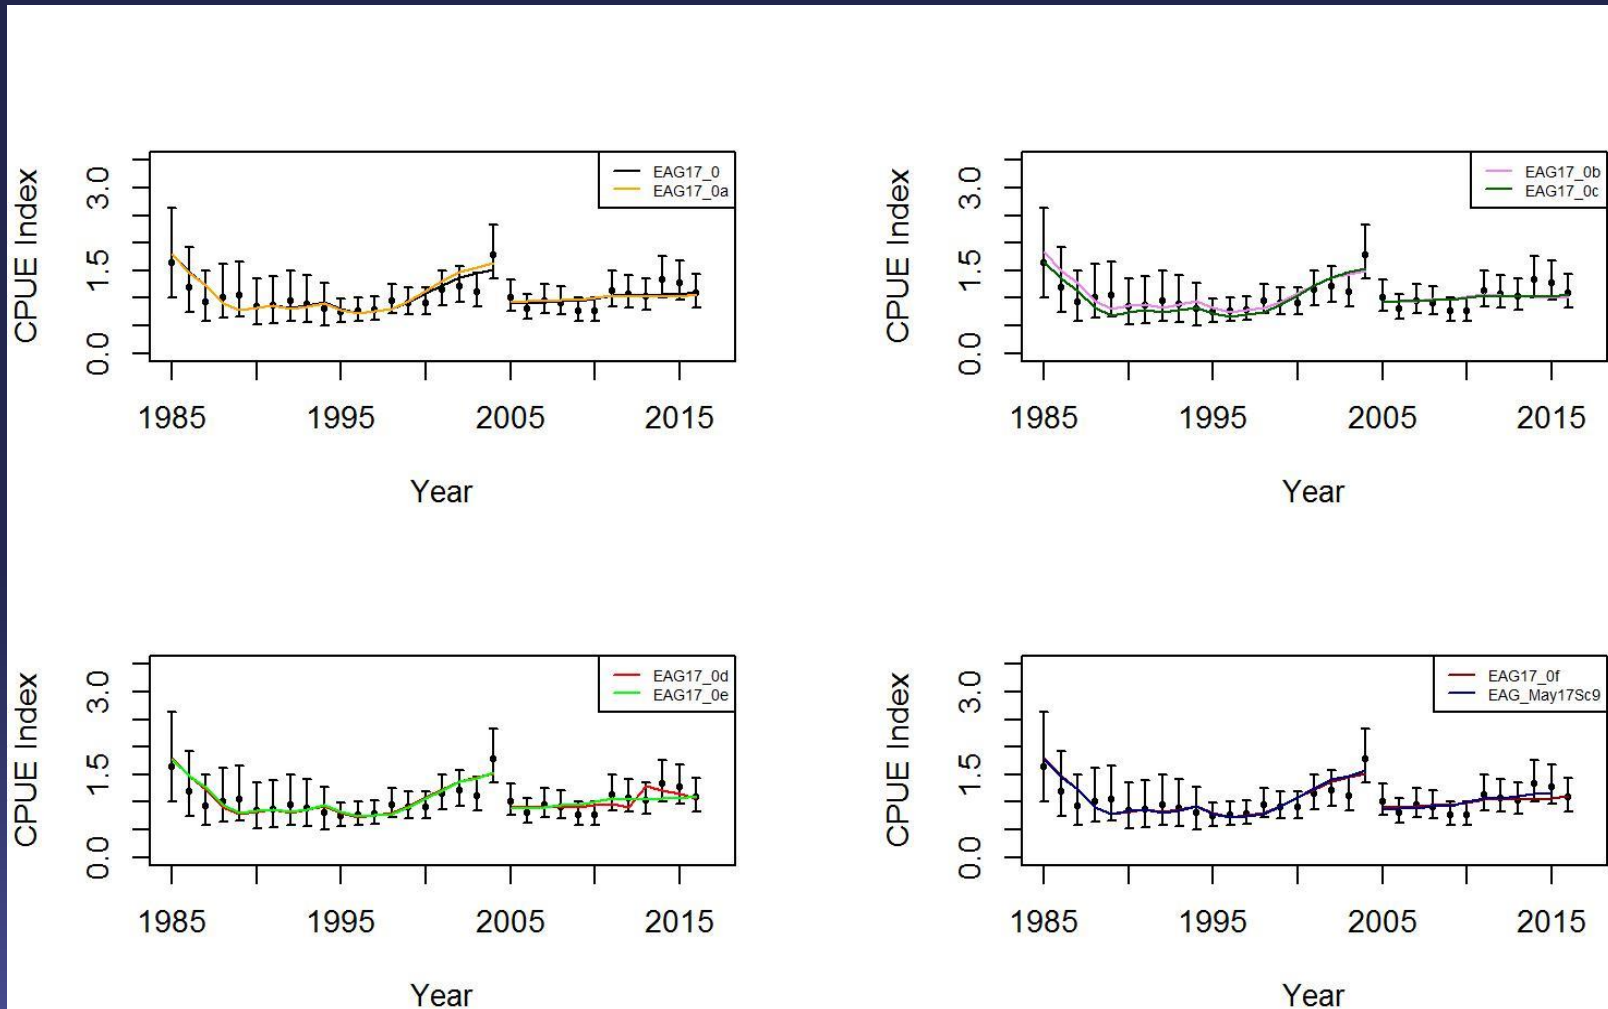 EAG17_0
EAG17_0a
CPUE Index
0.0 1.5 3.0
1985 1995 2005 2015
Year
EAG17_0b
EAG17_0c
CPUE Index
0.0 1.5 3.0
1985 1995 2005 2015
Year
EAG17_0d
EAG17_0e
CPUE Index
0.0 1.5 3.0
1985 1995 2005 2015
Year
EAG17_0f
EAG_May17Sc9
CPUE Index
0.0 1.5 3.0
1985 1995 2005 2015
Year